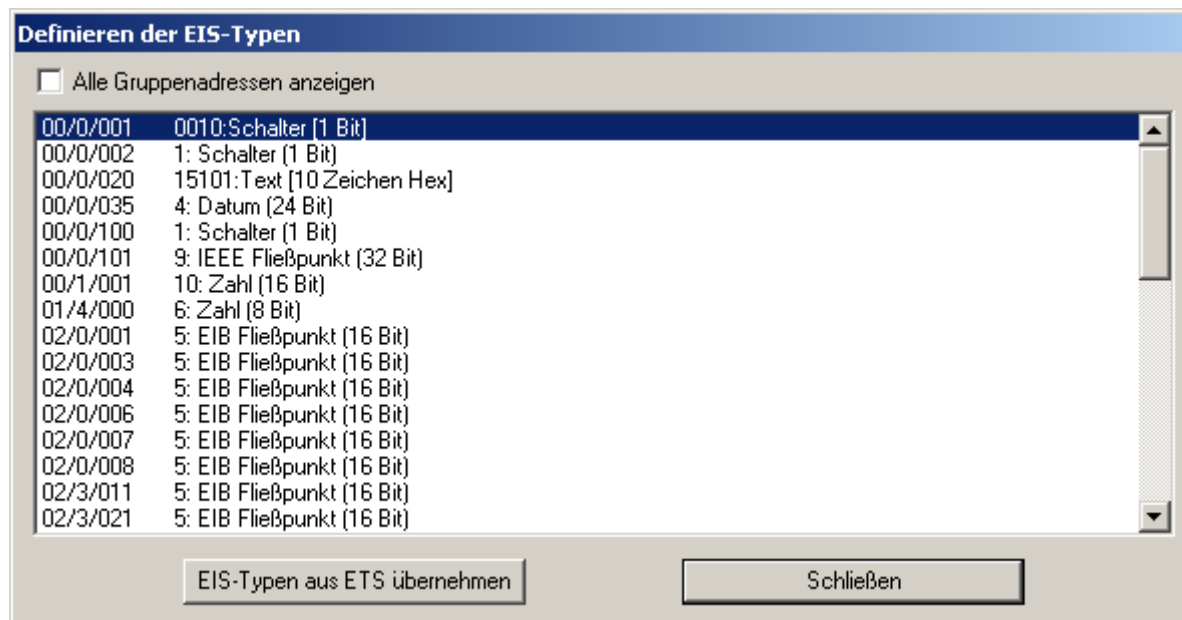 Definieren der EIS-Typen
Alle Gruppenadressen anzeigen
00/0/001 0010:Schalter [1 Bit]
00/0/002 1: Schalter (1 Bit)
00/0/020 15101:Text [10 Zeichen Hex]
00/0/035 4: Datum (24 Bit)
00/0/100 1: Schalter (1 Bit)
00/0/101 9: IEEE Fließpunkt (32 Bit)
00/1/001 10: Zahl (16 Bit)
01/4/000 6: Zahl (8 Bit)
02/0/001 5: EIB Fließpunkt (16 Bit)
02/0/003 5: EIB Fließpunkt (16 Bit)
02/0/004 5: EIB Fließpunkt (16 Bit)
02/0/006 5: EIB Fließpunkt (16 Bit)
02/0/007 5: EIB Fließpunkt (16 Bit)
02/0/008 5: EIB Fließpunkt (16 Bit)
02/3/011 5: EIB Fließpunkt (16 Bit)
02/3/021 5: EIB Fließpunkt (16 Bit)
EIS-Typen aus ETS übernehmen Schließen